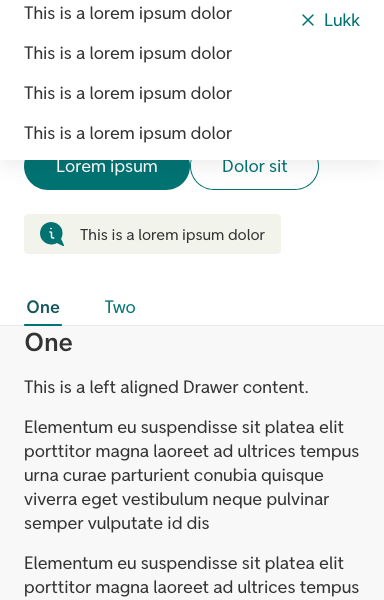 This is a lorem ipsum dolor
Lukk
This is a lorem ipsum dolor
This is a lorem ipsum dolor
This is a lorem ipsum dolor
Lorem ipsum
Dolor sit
This is a lorem ipsum dolor
One
Two
One
This is a left aligned Drawer content.
Elementum eu suspendisse sit platea elit
porttitor magna laoreet ad ultrices tempus
urna curae parturient conubia quisque
viverra eget vestibulum neque pulvinar
semper vulputate id dis
Elementum eu suspendisse sit platea elit
porttitor magna laoreet ad ultrices tempus